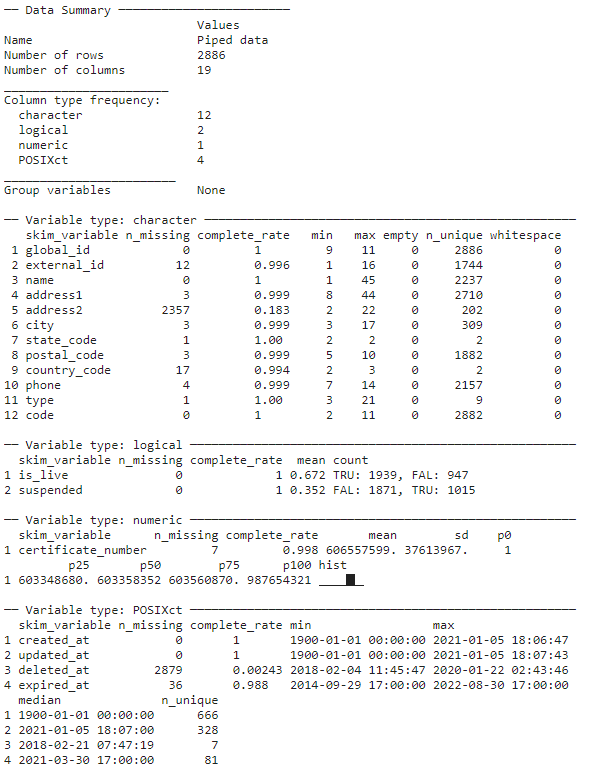 ── Data Summary ────────────────────────
                           Values
Name                       Piped data
Number of rows             2886
Number of columns          19
_______________________
Column type frequency:
  character                12
  logical                  2
  numeric                  1
  POSIXct                  4
________________________
Group variables            None

── Variable type: character ────────────────────────────────────────────────────
   skim_variable n_missing complete_rate   min   max empty n_unique whitespace
 1 global_id             0         1         9    11     0     2886          0
 2 external_id          12         0.996     1    16     0     1744          0
 3 name                  0         1         1    45     0     2237          0
 4 address1              3         0.999     8    44     0     2710          0
 5 address2           2357         0.183     2    22     0      202          0
 6 city                  3         0.999     3    17     0      309          0
 7 state_code            1         1.00      2     2     0        2          0
 8 postal_code           3         0.999     5    10     0     1882          0
 9 country_code         17         0.994     2     3     0        2          0
10 phone                 4         0.999     7    14     0     2157          0
11 type                  1         1.00      3    21     0        9          0
12 code                  0         1         2    11     0     2882          0

── Variable type: logical ──────────────────────────────────────────────────────
  skim_variable n_missing complete_rate  mean count
1 is_live               0             1 0.672 TRU: 1939, FAL: 947
2 suspended             0             1 0.352 FAL: 1871, TRU: 1015

── Variable type: numeric ──────────────────────────────────────────────────────
  skim_variable      n_missing complete_rate       mean        sd    p0
1 certificate_number         7         0.998 606557599. 37613967.     1
         p25       p50        p75      p100 hist
1 603348680. 603358352 603560870. 987654321 ▁▁▁█▁

── Variable type: POSIXct ──────────────────────────────────────────────────────
  skim_variable n_missing complete_rate min                 max
1 created_at            0       1       1900-01-01 00:00:00 2021-01-05 18:06:47
2 updated_at            0       1       1900-01-01 00:00:00 2021-01-05 18:07:43
3 deleted_at         2879       0.00243 2018-02-04 11:45:47 2020-01-22 02:43:46
4 expired_at           36       0.988   2014-09-29 17:00:00 2022-08-30 17:00:00
  median              n_unique
1 1900-01-01 00:00:00      666
2 2021-01-05 18:07:00      328
3 2018-02-21 07:47:19        7
4 2021-03-30 17:00:00       81